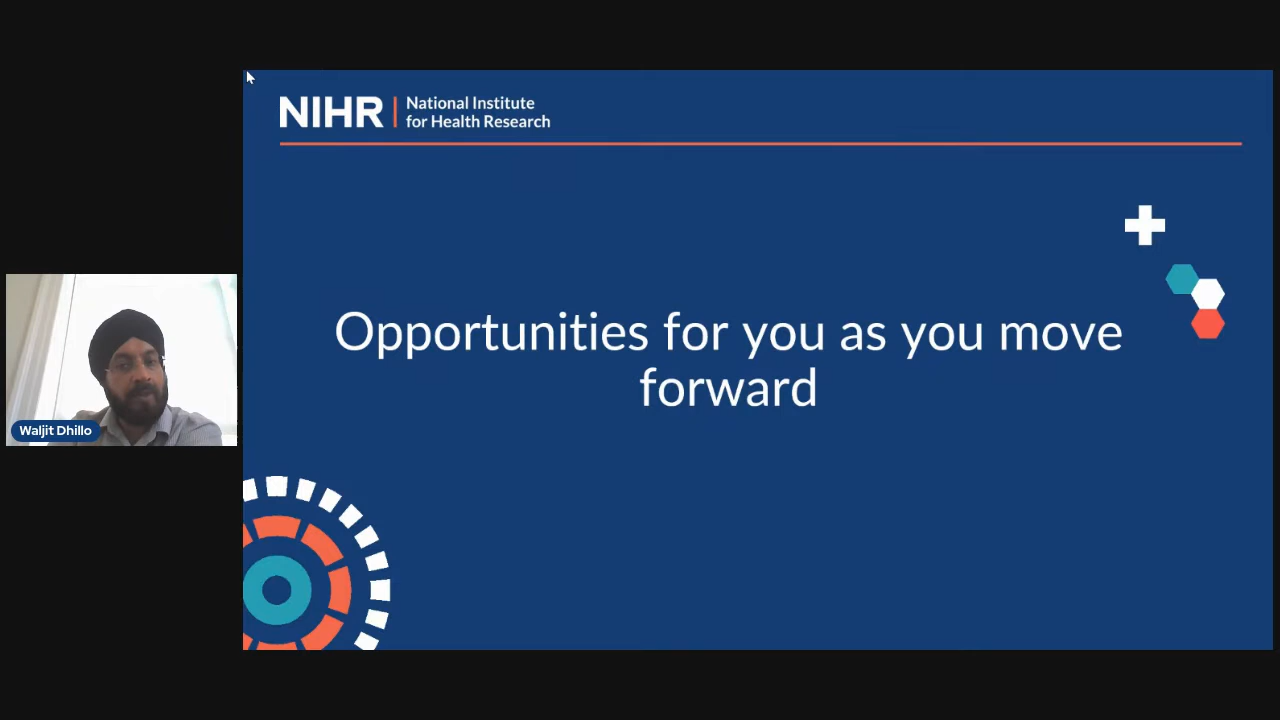 NIHR
National Institute
for Health Research
Opportunities for you as you move
forward
Waljit Dhillo